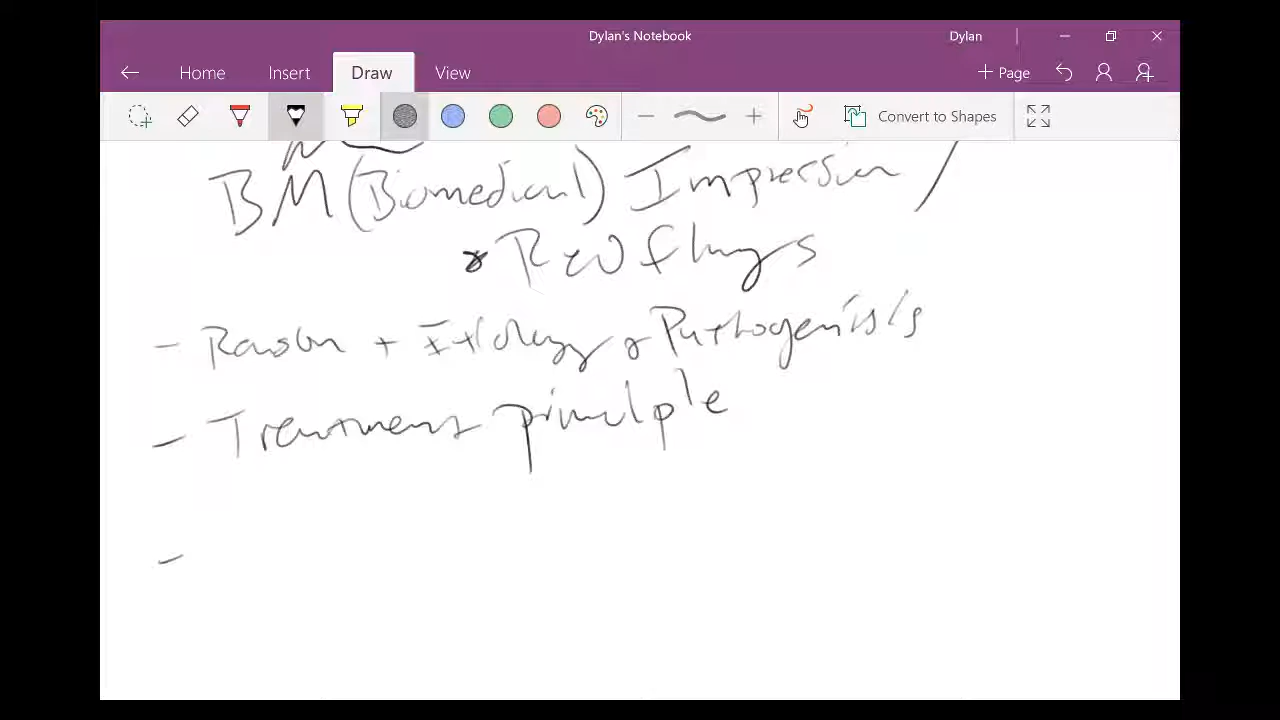 Dylan's Notebook
Dylan
Home Insert Draw View
Page
Convert to Shapes
BM (Biomedical) Impression /
Red flags
- Reason + Etiology & Pathogenisis
- Treatment principle
-